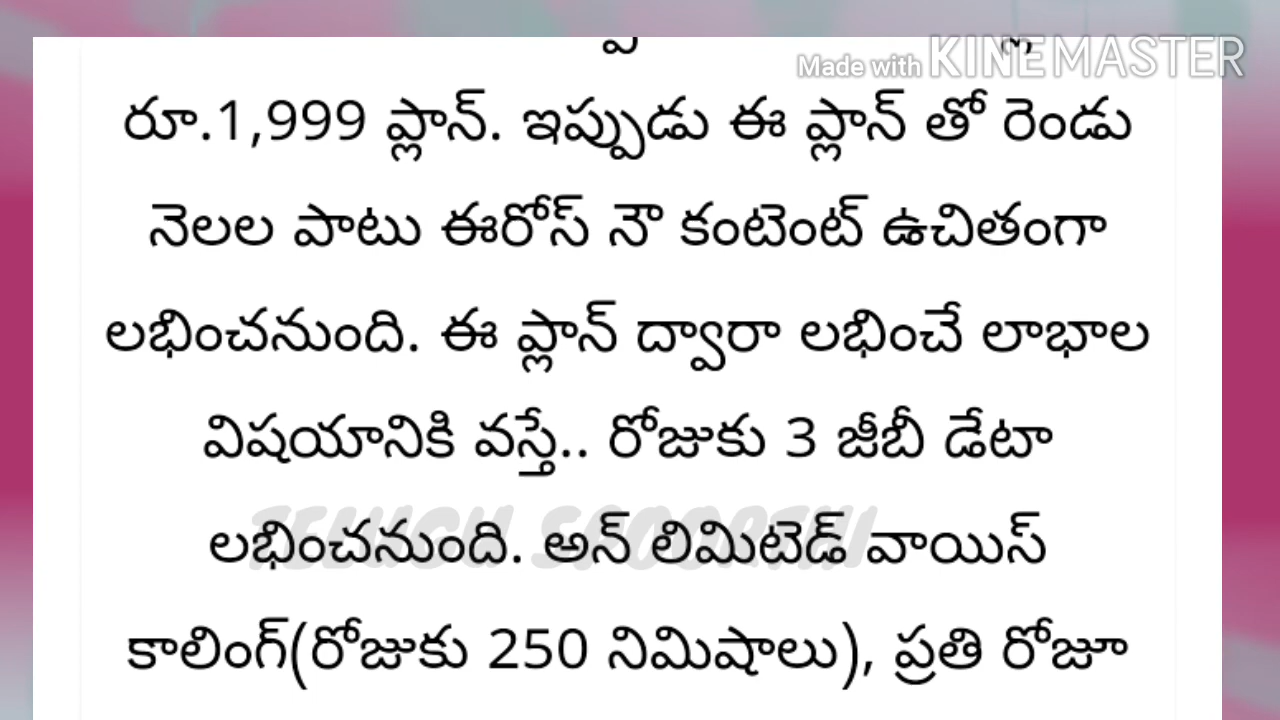 Made with KINEMASTER
రూ.1,999 ప్లాన్. ఇప్పుడు ఈ ప్లాన్ తో రెండు
నెలల పాటు ఈరోస్ నౌ కంటెంట్ ఉచితంగా
లభించనుంది. ఈ ప్లాన్ ద్వారా లభించే లాభాల
విషయానికి వస్తే.. రోజుకు 3 జీబీ డేటా
లభించనుంది. అన్ లిమిటెడ్ వాయిస్
కాలింగ్(రోజుకు 250 నిమిషాలు), ప్రతి రోజూ